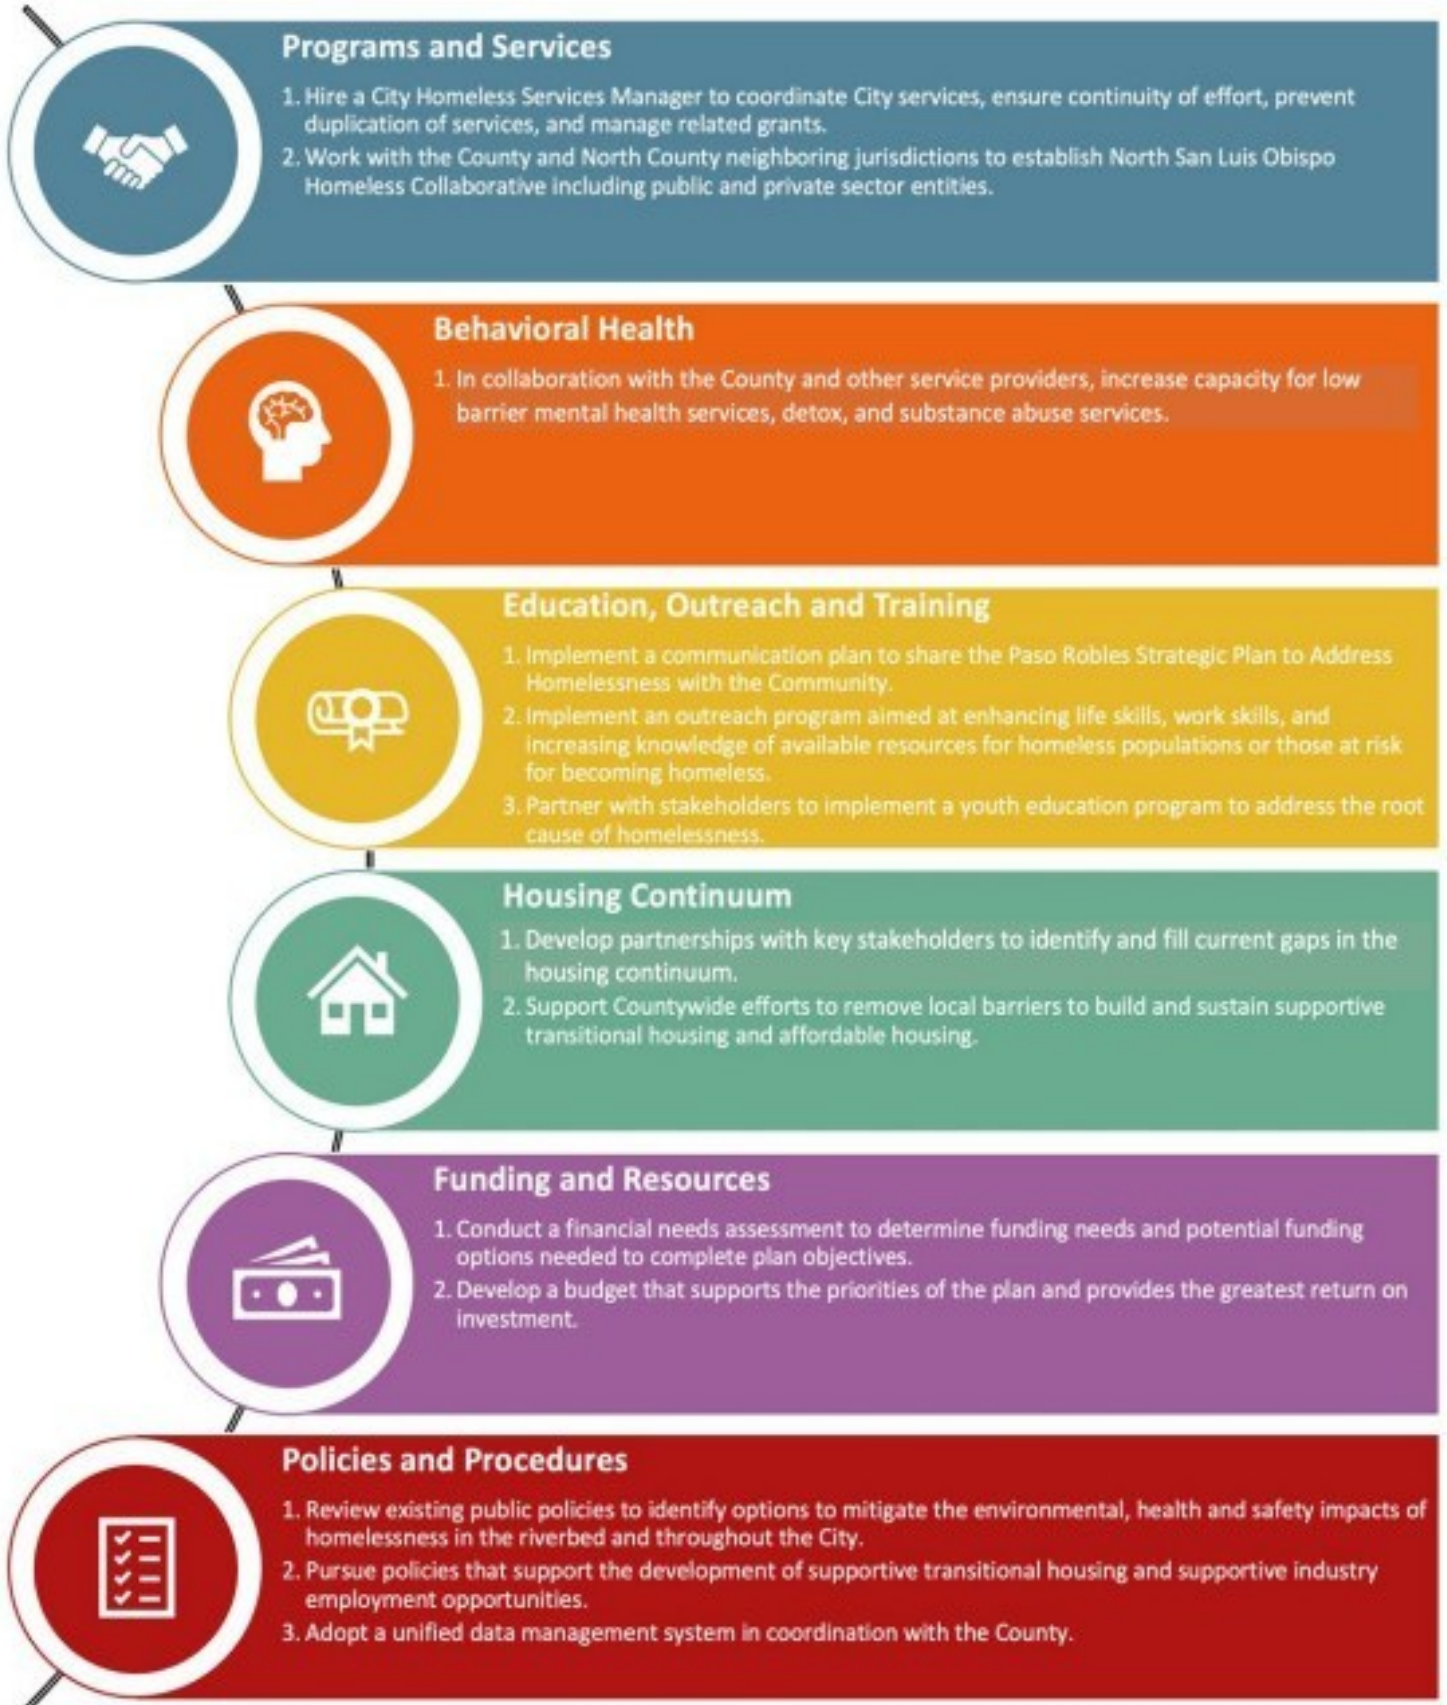 Programs and Services
1. Hire a City Homeless Services Manager to coordinate City services, ensure continuity of effort, prevent
duplication of services, and manage related grants.
2. Work with the County and North County neighboring jurisdictions to establish North San Luis Obispo
Homeless Collaborative including public and private sector entities.
Behavioral Health
1. In collaboration with the County and other service providers, increase capacity for low
barrier mental health services, detox, and substance abuse services.
Education, Outreach and Training
1. Implement a communication plan to share the Paso Robles Strategic Plan to Address
Homelessness with the Community.
2. Implement an outreach program aimed at enhancing life skills, work skills, and
increasing knowledge of available resources for homeless populations or those at risk
for becoming homeless.
3. Partner with stakeholders to implement a youth education program to address the root
cause of homelessness.
Housing Continuum
1. Develop partnerships with key stakeholders to identify and fill current gaps in the
housing continuum.
2. Support Countywide efforts to remove local barriers to build and sustain supportive
transitional housing and affordable housing.
Funding and Resources
1. Conduct a financial needs assessment to determine funding needs and potential funding
options needed to complete plan objectives.
2. Develop a budget that supports the priorities of the plan and provides the greatest return on
investment.
Policies and Procedures
1. Review existing public policies to identify options to mitigate the environmental, health and safety impacts of
homelessness in the riverbed and throughout the City.
2. Pursue policies that support the development of supportive transitional housing and supportive industry
employment opportunities.
3. Adopt a unified data management system in coordination with the County.